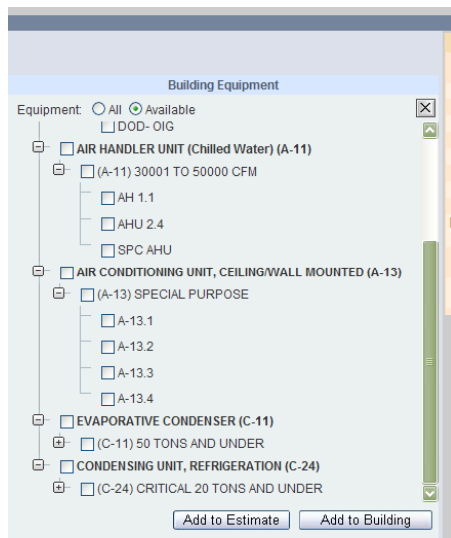 Building Equipment
Equipment: All Available
DOD- OIG
AIR HANDLER UNIT (Chilled Water) (A-11)
(A-11) 30001 TO 50000 CFM
AH 1.1
AHU 2.4
SPC AHU
AIR CONDITIONING UNIT, CEILING/WALL MOUNTED (A-13)
(A-13) SPECIAL PURPOSE
A-13.1
A-13.2
A-13.3
A-13.4
EVAPORATIVE CONDENSER (C-11)
(C-11) 50 TONS AND UNDER
CONDENSING UNIT, REFRIGERATION (C-24)
(C-24) CRITICAL 20 TONS AND UNDER
Add to Estimate Add to Building